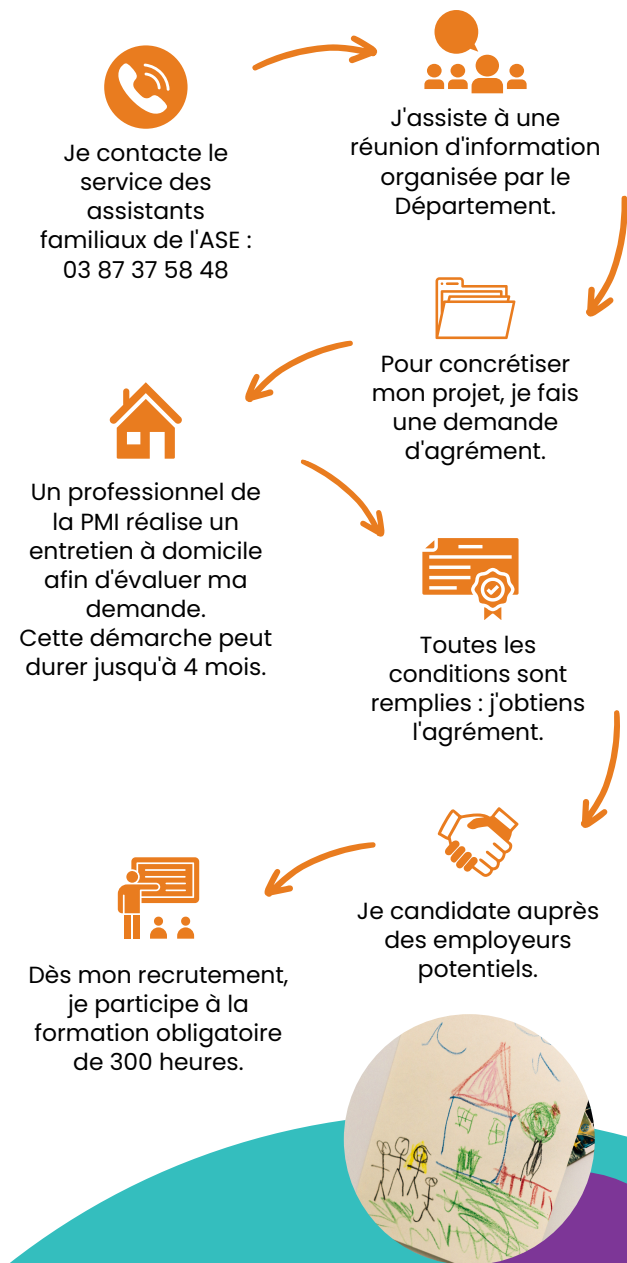 Je contacte le
service des
assistants
familiaux de l'ASE :
03 87 37 58 48
J'assiste à une
réunion d'information
organisée par le
Département.
Pour concrétiser
mon projet, je fais
une demande
d'agrément.
Un professionnel de
la PMI réalise un
entretien à domicile
afin d'évaluer ma
demande.
Cette démarche peut
durer jusqu'à 4 mois.
Toutes les
conditions sont
remplies : j'obtiens
l'agrément.
Je candidate auprès
des employeurs
potentiels.
Dès mon recrutement,
je participe à la
formation obligatoire
de 300 heures.